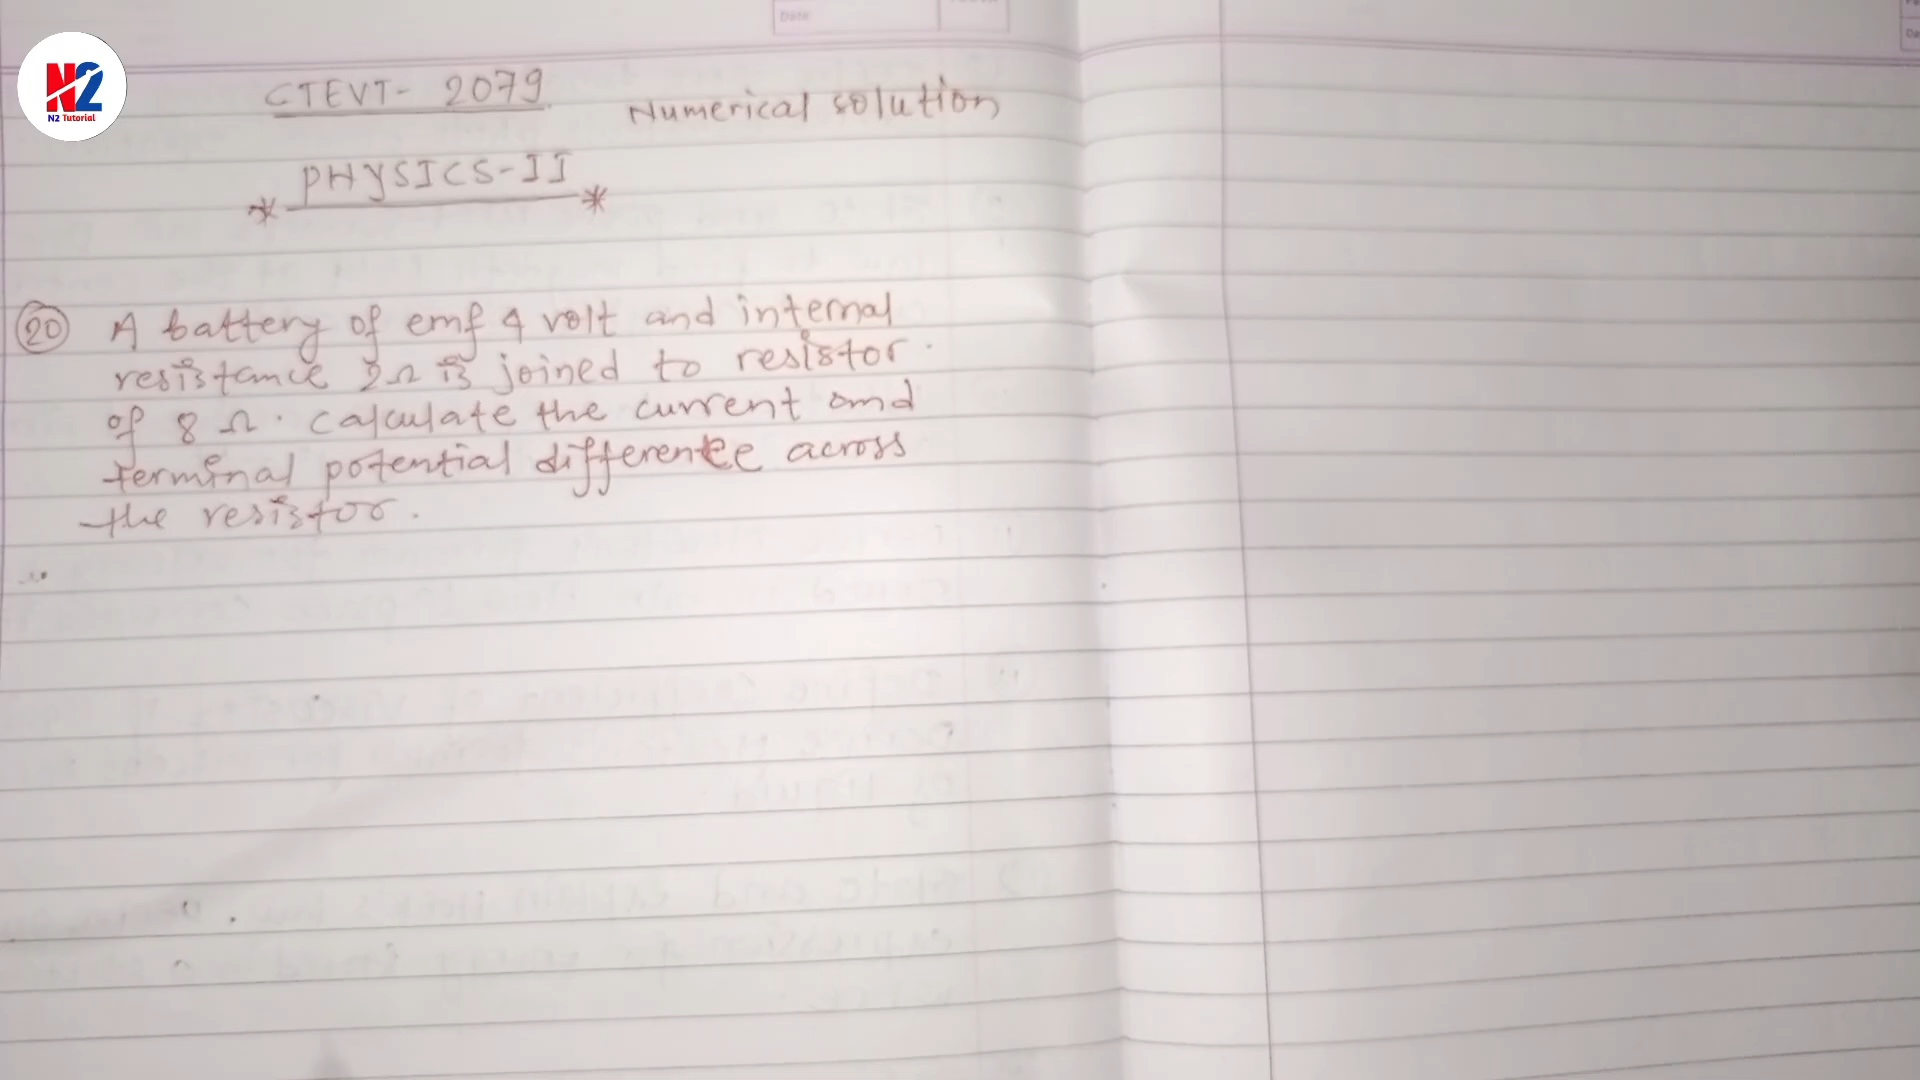 Date
N2
N2 Tutorial
CTEVT- 2079
Numerical solution
PHYSICS-II
20 A battery of emf 4 volt and internal
resistance 2Ω is joined to resistor.
of 8 Ω. calculate the current and
terminal potential difference across
the resistor.